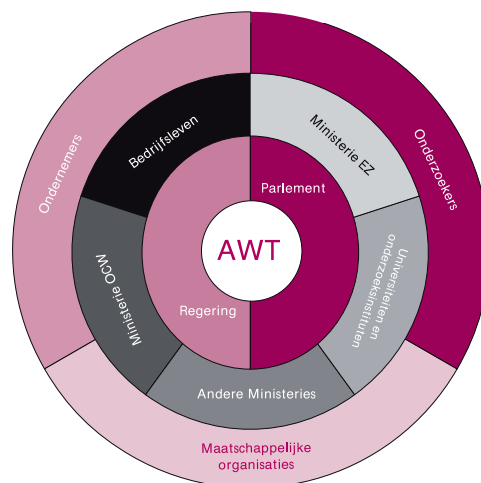 Ondernemers
Onderzoekers
Maatschappelijke
organisaties
Bedrijfsleven
Ministerie EZ
Universiteiten en
onderzoeksinstituten
Andere Ministeries
Ministerie OCW
Parlement
Regering
AWT